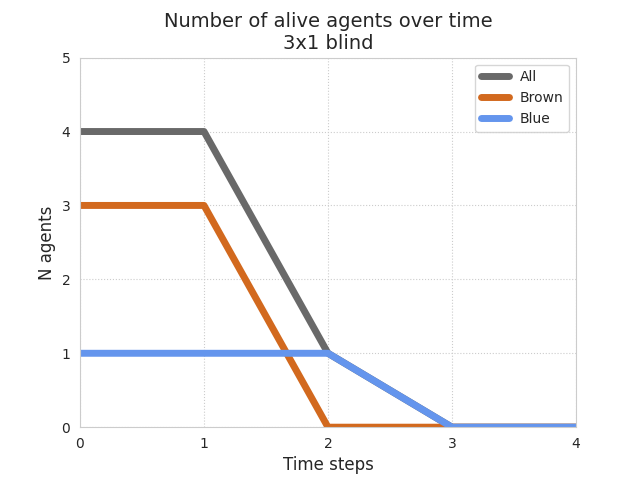 Number of alive agents over time
3x1 blind
All
Brown
Blue
5
4
3
2
1
0
N agents
0 1 2 3 4
Time steps